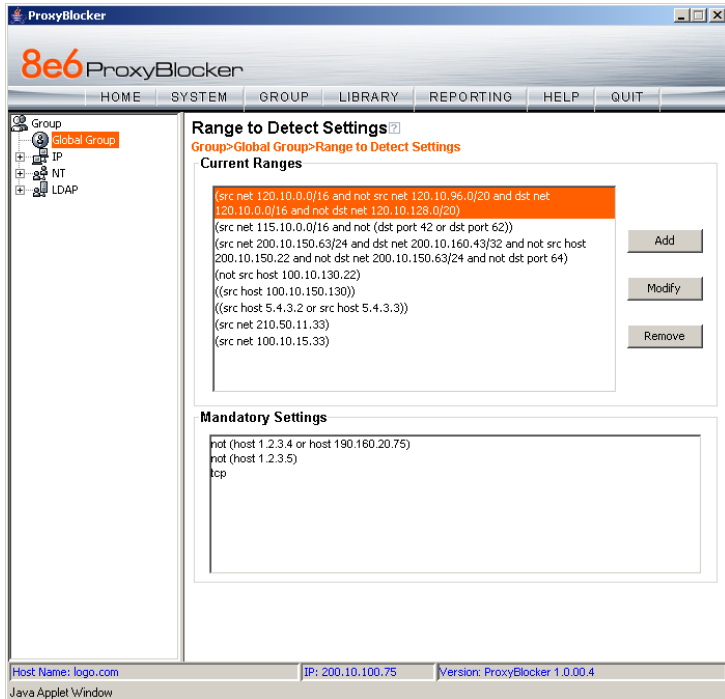 ProxyBlocker
8e6 ProxyBlocker
HOME SYSTEM GROUP LIBRARY REPORTING HELP QUIT
Group
Global Group
IP
NT
LDAP
Range to Detect Settings?
Group>Global Group>Range to Detect Settings
Current Ranges
(src net 120.10.0.0/16 and not src net 120.10.96.0/20 and dst net
120.10.0.0/16 and not dst net 120.10.128.0/20)
(src net 115.10.0.0/16 and not (dst port 42 or dst port 62))
(src net 200.10.150.63/24 and dst net 200.10.160.43/32 and not src host
200.10.150.22 and not dst net 200.10.150.63/24 and not dst port 64)
(not src host 100.10.130.22)
((src host 100.10.150.130))
((src host 5.4.3.2 or src host 5.4.3.3))
(src net 210.50.11.33)
(src net 100.10.15.33)
Add
Modify
Remove
Mandatory Settings
not (host 1.2.3.4 or host 190.160.20.75)
not (host 1.2.3.5)
tcp
Host Name: logo.com IP: 200.10.100.75 Version: ProxyBlocker 1.0.00.4
Java Applet Window